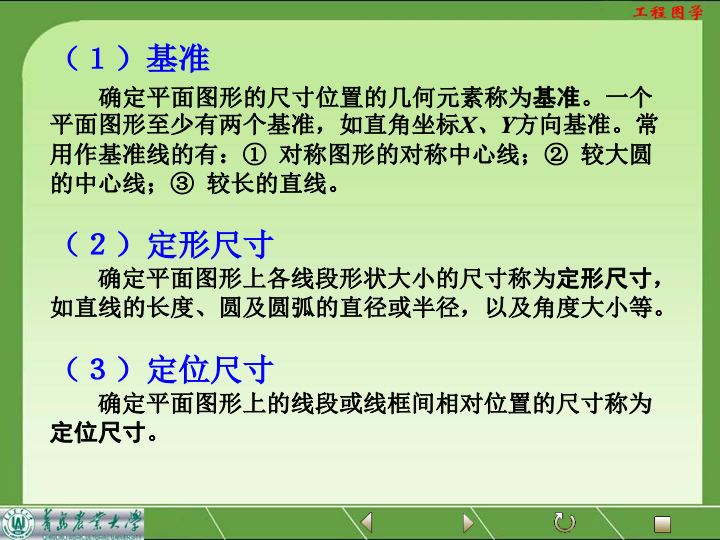 工程图学
（1）基准
确定平面图形的尺寸位置的几何元素称为基准。一个
平面图形至少有两个基准，如直角坐标X、Y方向基准。常
用作基准线的有：① 对称图形的对称中心线；② 较大圆
的中心线；③ 较长的直线。
（2）定形尺寸
确定平面图形上各线段形状大小的尺寸称为定形尺寸，
如直线的长度、圆及圆弧的直径或半径，以及角度大小等。
（3）定位尺寸
确定平面图形上的线段或线框间相对位置的尺寸称为
定位尺寸。
青岛农业大学